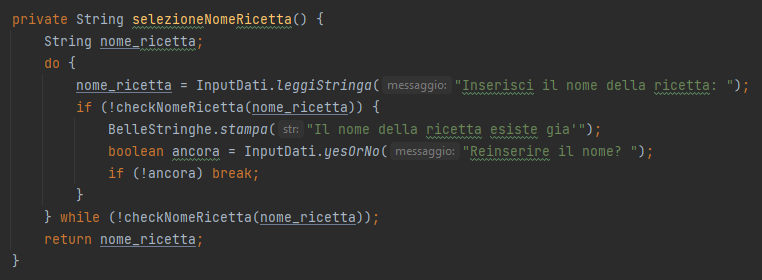 private String selezioneNomeRicetta() {
String nome_ricetta;
do {
nome_ricetta = InputDati.leggiStringa( messaggio: "Inserisci il nome della ricetta: ");
if (!checkNomeRicetta(nome_ricetta)) {
BelleStringhe.stampa( str: "Il nome della ricetta esiste gia'");
boolean ancora = InputDati.yesOrNo( messaggio: "Reinserire il nome? ");
if (!ancora) break;
}
} while (!checkNomeRicetta(nome_ricetta));
return nome_ricetta;
}